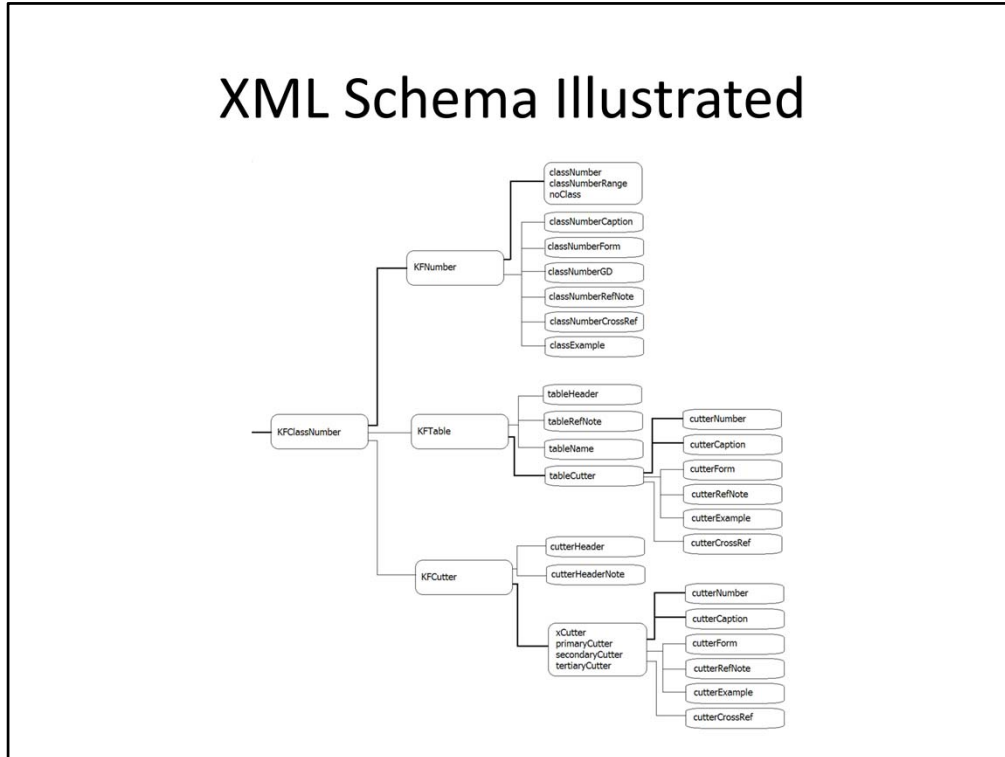 XML Schema Illustrated
KFClassNumber
KFNumber
classNumber
classNumberRange
noClass
classNumberCaption
classNumberForm
classNumberGD
classNumberRefNote
classNumberCrossRef
classExample
KFTable
tableHeader
tableRefNote
tableName
tableCutter
cutterNumber
cutterCaption
cutterForm
cutterRefNote
cutterExample
cutterCrossRef
KFCutter
cutterHeader
cutterHeaderNote
xCutter
primaryCutter
secondaryCutter
tertiaryCutter
cutterNumber
cutterCaption
cutterForm
cutterRefNote
cutterExample
cutterCrossRef